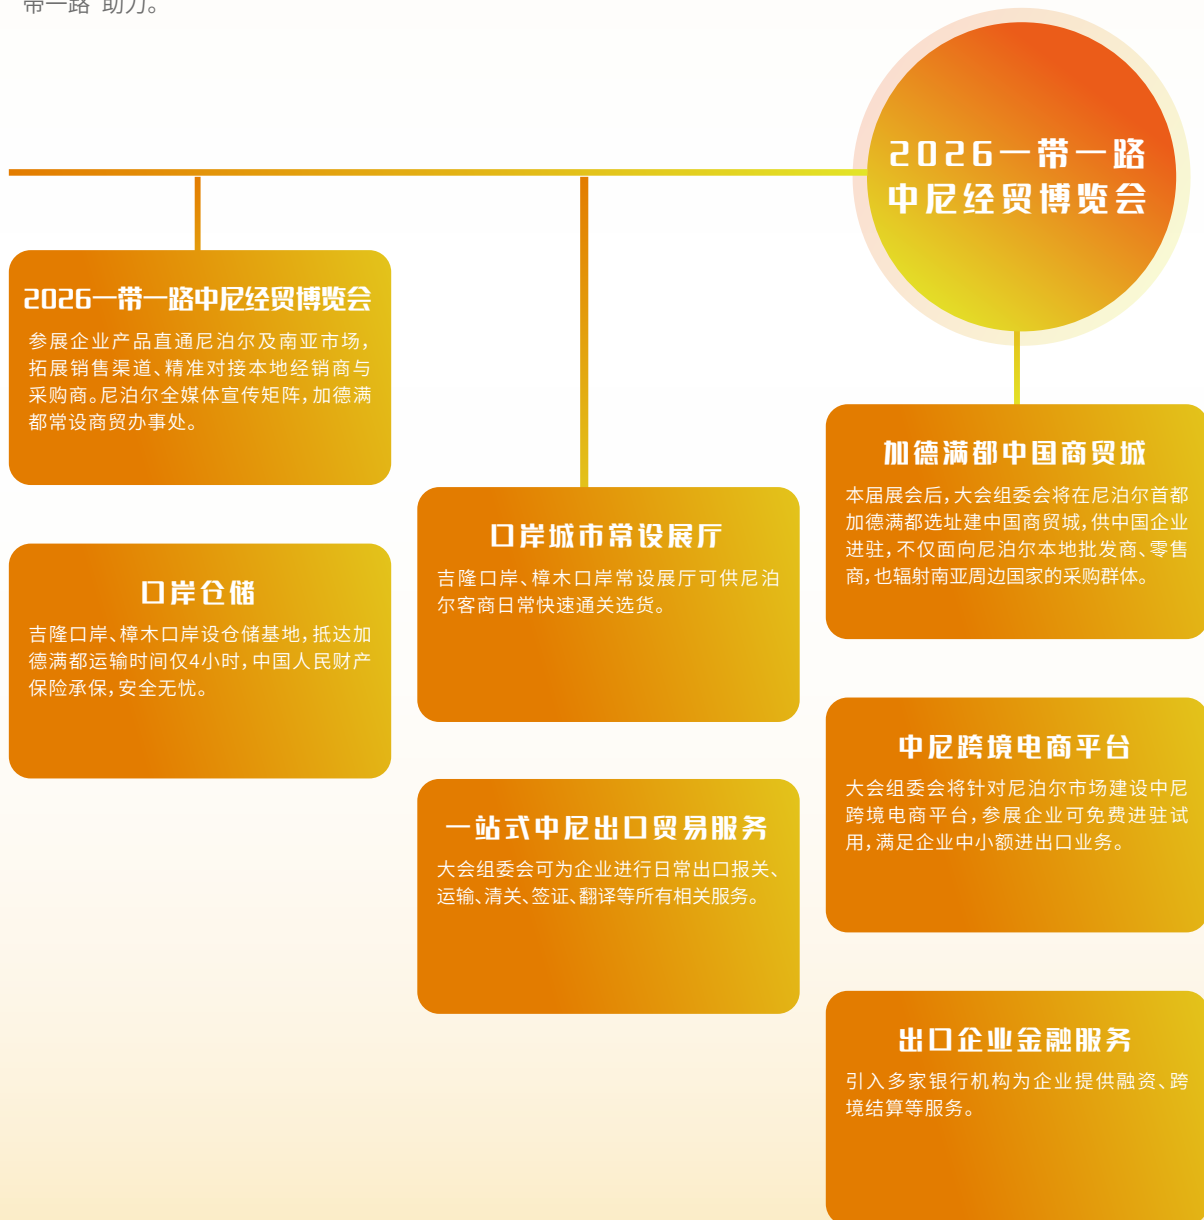 带一路”助力。
2026一带一路
中尼经贸博览会
2026一带一路中尼经贸博览会
参展企业产品直通尼泊尔及南亚市场，
拓展销售渠道、精准对接本地经销商与
采购商。尼泊尔全媒体宣传矩阵，加德满
都常设商贸办事处。
口岸仓储
吉隆口岸、樟木口岸设仓储基地，抵达加
德满都运输时间仅4小时，中国人民财产
保险承保，安全无忧。
口岸城市常设展厅
吉隆口岸、樟木口岸常设展厅可供尼泊
尔客商日常快速通关选货。
一站式中尼出口贸易服务
大会组委会可为企业进行日常出口报关、
运输、清关、签证、翻译等所有相关服务。
加德满都中国商贸城
本届展会后，大会组委会将在尼泊尔首都
加德满都选址建中国商贸城，供中国企业
进驻，不仅面向尼泊尔本地批发商、零售
商，也辐射南亚周边国家的采购群体。
中尼跨境电商平台
大会组委会将针对尼泊尔市场建设中尼
跨境电商平台，参展企业可免费进驻试
用，满足企业中小额进出口业务。
出口企业金融服务
引入多家银行机构为企业提供融资、跨
境结算等服务。